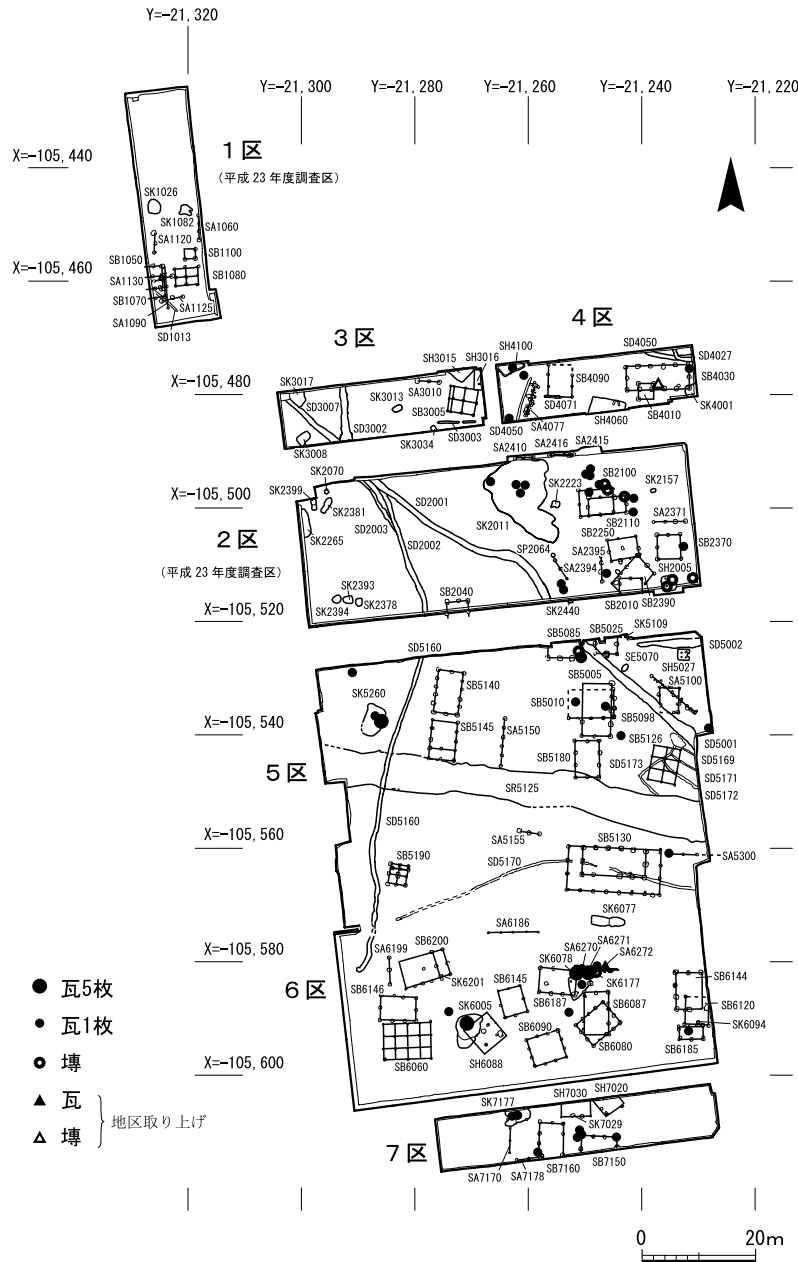 Y=-21,320
Y=-21,300
Y=-21,280
Y=-21,260
Y=-21,240
Y=-21,220
X=-105,440
X=-105,460
X=-105,480
X=-105,500
X=-105,520
X=-105,540
X=-105,560
X=-105,580
X=-105,600
1区
(平成23年度調査区)
SK1026
SK1082
SA1060
SA1120
SB1100
SB1050
SB1080
SA1130
SB1070
SA1125
SA1090
SD1013
3区
SH3015
SH3016
SK3017
SD3007
SK3013
SA3010
SB3005
SD3002
SK3008
SK3034
SD3003
4区
SH4100
SD4050
SD4027
SB4090
SB4030
SD4071
SK4001
SB4010
SD4050
SA4077
SH4060
2区
(平成23年度調査区)
SA2410
SA2416
SA2415
SK2070
SB2100
SK2157
SK2399
SK2381
SD2001
SK2223
SA2371
SD2003
SK2011
SB2110
SK2265
SD2002
SB2250
SP2064
SA2395
SB2370
SA2394
SH2005
SK2393
SK2394
SK2378
SB2040
SK2440
SB2010
SB2390
5区
SD5160
SB5085
SB5025
SK5109
SD5002
SE5070
SH5027
SB5005
SA5100
SB5140
SB5010
SK5260
SB5145
SA5150
SB5098
SB5126
SD5001
SB5180
SD5173
SD5169
SD5171
SD5172
SR5125
SD5160
SA5155
SB5130
SA5300
SB5190
SD5170
6区
SA6186
SK6077
SA6199
SB6200
SA6270
SA6271
SA6272
SK6078
SB6144
SB6146
SK6201
SB6145
SK6177
SB6187
SB6087
SB6120
SK6005
SK6094
SB6090
SB6080
SB6185
SB6060
SH6088
7区
SK7177
SH7030
SH7020
SK7029
SA7170
SA7178
SB7160
SB7150
瓦5枚
瓦1枚
塼
瓦
塼
地区取り上げ
0
20m